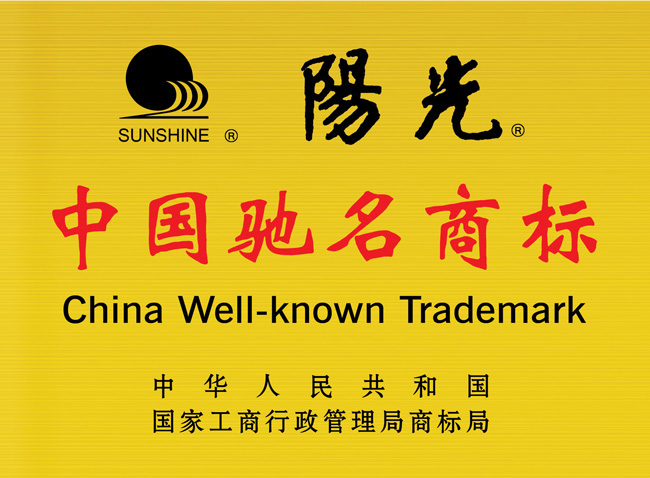 SUNSHINE ®
陽光®
中国驰名商标
China Well-known Trademark
中华人民共和国
国家工商行政管理局商标局